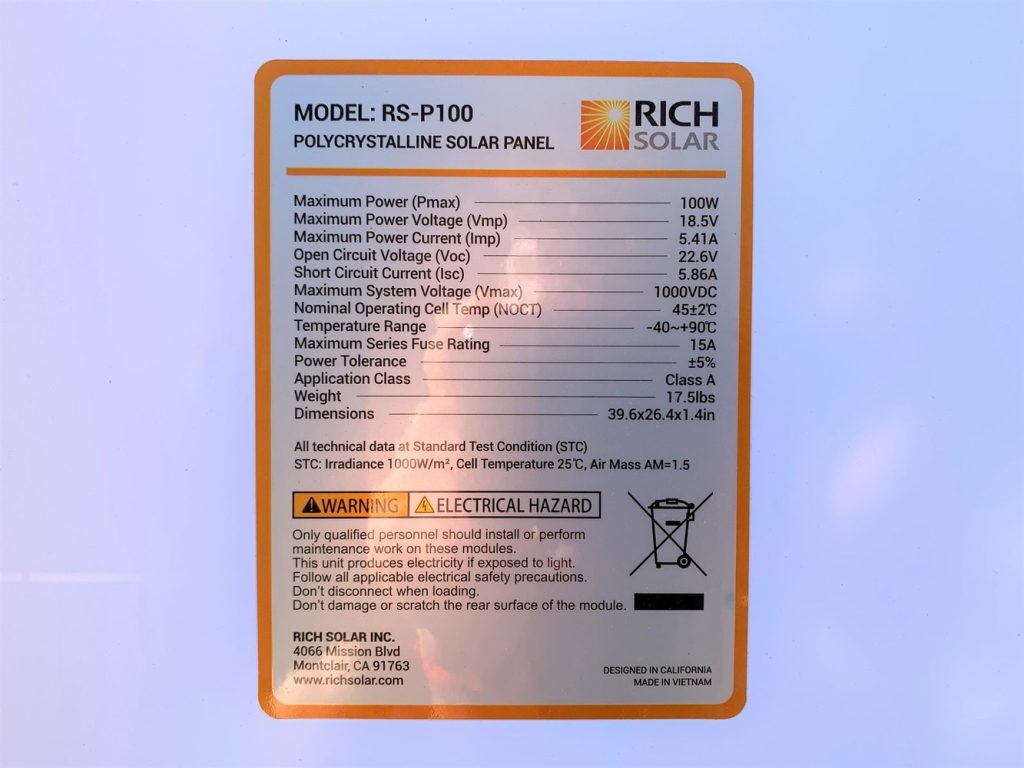 MODEL: RS-P100
POLYCRYSTALLINE SOLAR PANEL
RICH
SOLAR
Maximum Power (Pmax) 100W
Maximum Power Voltage (Vmp) 18.5V
Maximum Power Current (Imp) 5.41A
Open Circuit Voltage (Voc) 22.6V
Short Circuit Current (Isc) 5.86A
Maximum System Voltage (Vmax) 1000VDC
Nominal Operating Cell Temp (NOCT) 45±2℃
Temperature Range -40~+90℃
Maximum Series Fuse Rating 15A
Power Tolerance ±5%
Application Class Class A
Weight 17.5lbs
Dimensions 39.6x26.4x1.4in
All technical data at Standard Test Condition (STC)
STC: Irradiance 1000W/m², Cell Temperature 25℃, Air Mass AM=1.5
WARNING ELECTRICAL HAZARD
Only qualified personnel should install or perform
maintenance work on these modules.
This unit produces electricity if exposed to light.
Follow all applicable electrical safety precautions.
Don't disconnect when loading.
Don't damage or scratch the rear surface of the module.
RICH SOLAR INC.
4066 Mission Blvd
Montclair, CA 91763
www.richsolar.com
DESIGNED IN CALIFORNIA
MADE IN VIETNAM